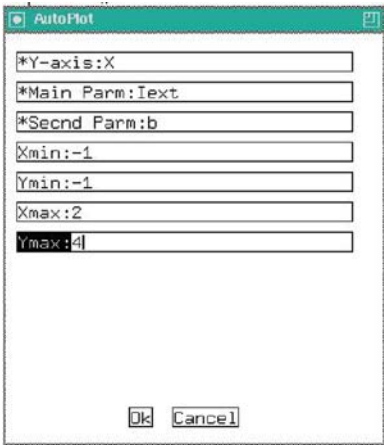 AutoPlot
*Y-axis:X
*Main Parm:Iext
*Secnd Parm:b
Xmin:-1
Ymin:-1
Xmax:2
Ymax:4
Ok Cancel